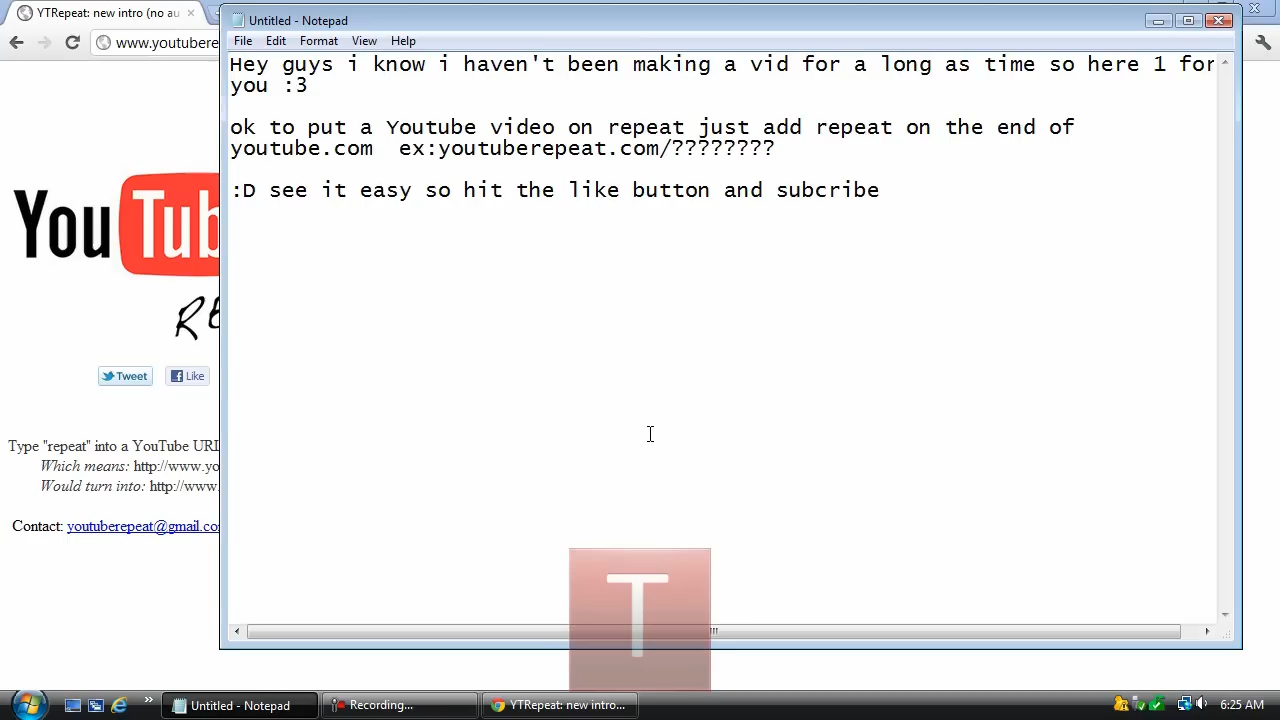 YTRepeat: new intro (no au
Untitled - Notepad
www.youtubere
File Edit Format View Help
Hey guys i know i haven't been making a vid for a long as time so here 1 for
you :3
ok to put a Youtube video on repeat just add repeat on the end of
youtube.com ex:youtuberepeat.com/????????
:D see it easy so hit the like button and subcribe
You Tub
RE
Tweet Like
Type "repeat" into a YouTube URL
Which means: http://www.yo
Would turn into: http://www.
Contact: youtuberepeat@gmail.co
T
Untitled - Notepad
Recording...
YTRepeat: new intro...
6:25 AM